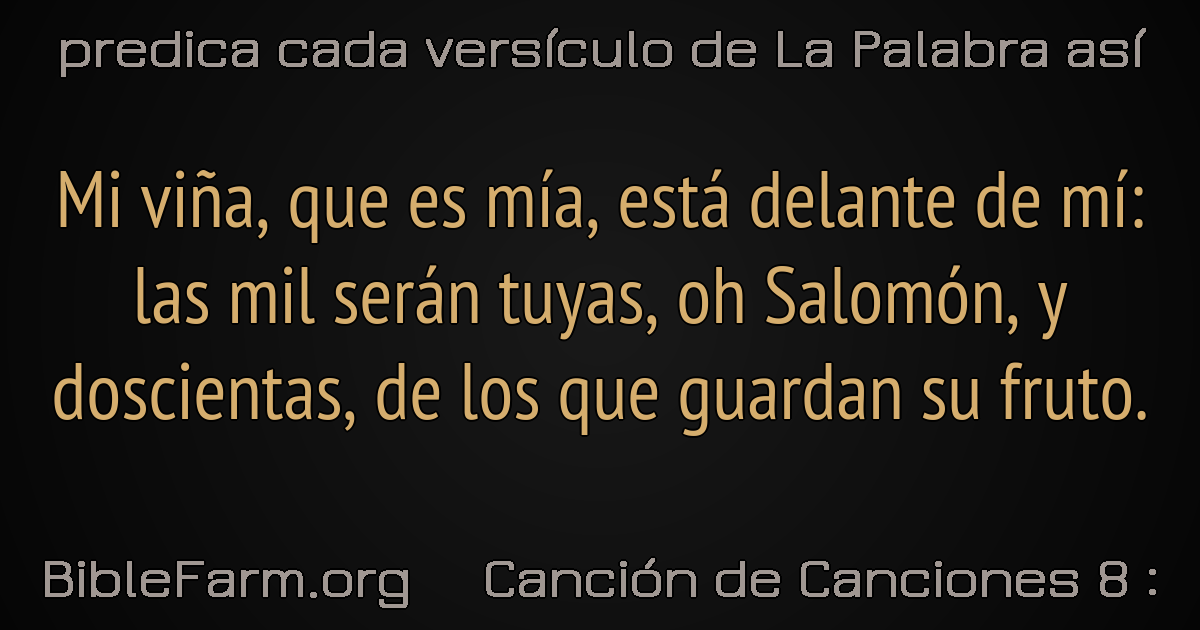 predica cada versículo de La Palabra así
Mi viña, que es mía, está delante de mí:
las mil serán tuyas, oh Salomón, y
doscientas, de los que guardan su fruto.
BibleFarm.org Canción de Canciones 8 :